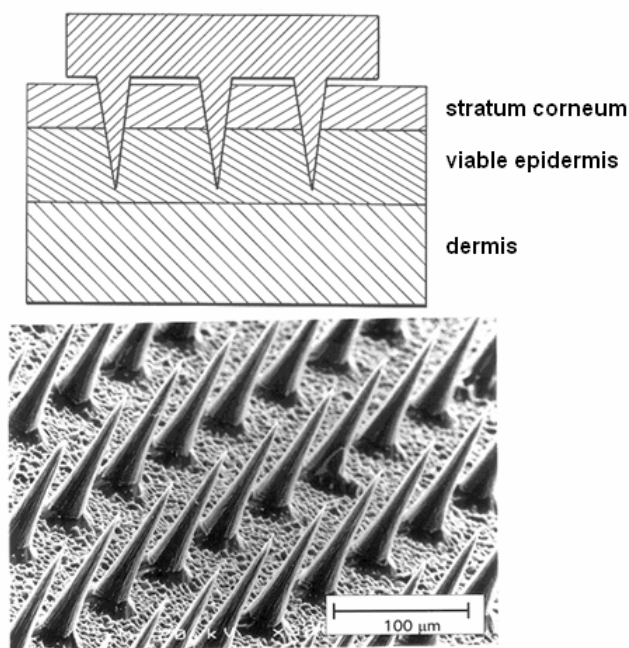 stratum corneum
viable epidermis
dermis
100 μm